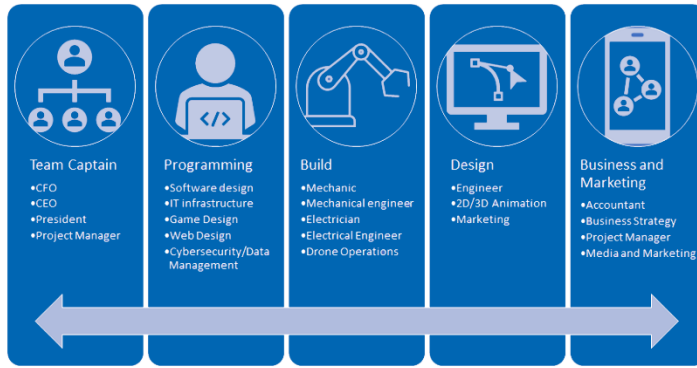 </>
Team Captain
•CFO
•CEO
•President
•Project Manager
Programming
•Software design
•IT infrastructure
•Game Design
•Web Design
•Cybersecurity/Data
Management
Build
•Mechanic
•Mechanical engineer
•Electrician
•Electrical Engineer
•Drone Operations
Design
•Engineer
•2D/3D Animation
•Marketing
Business and
Marketing
•Accountant
•Business Strategy
•Project Manager
•Media and Marketing